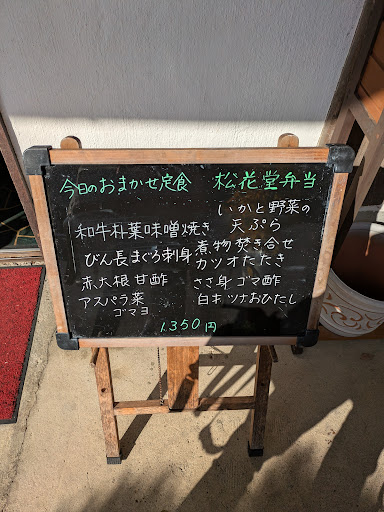 今日のおまかせ定食
和牛朴葉味噌焼き
びん長まぐろ刺身
赤大根 甘酢
アスパラ菜
ゴマヨ
松花堂弁当
いかと野菜の
天ぷら
煮物焚き合せ
カツオたたき
ささ身ゴマ酢
白キツナおひたし
1.350円